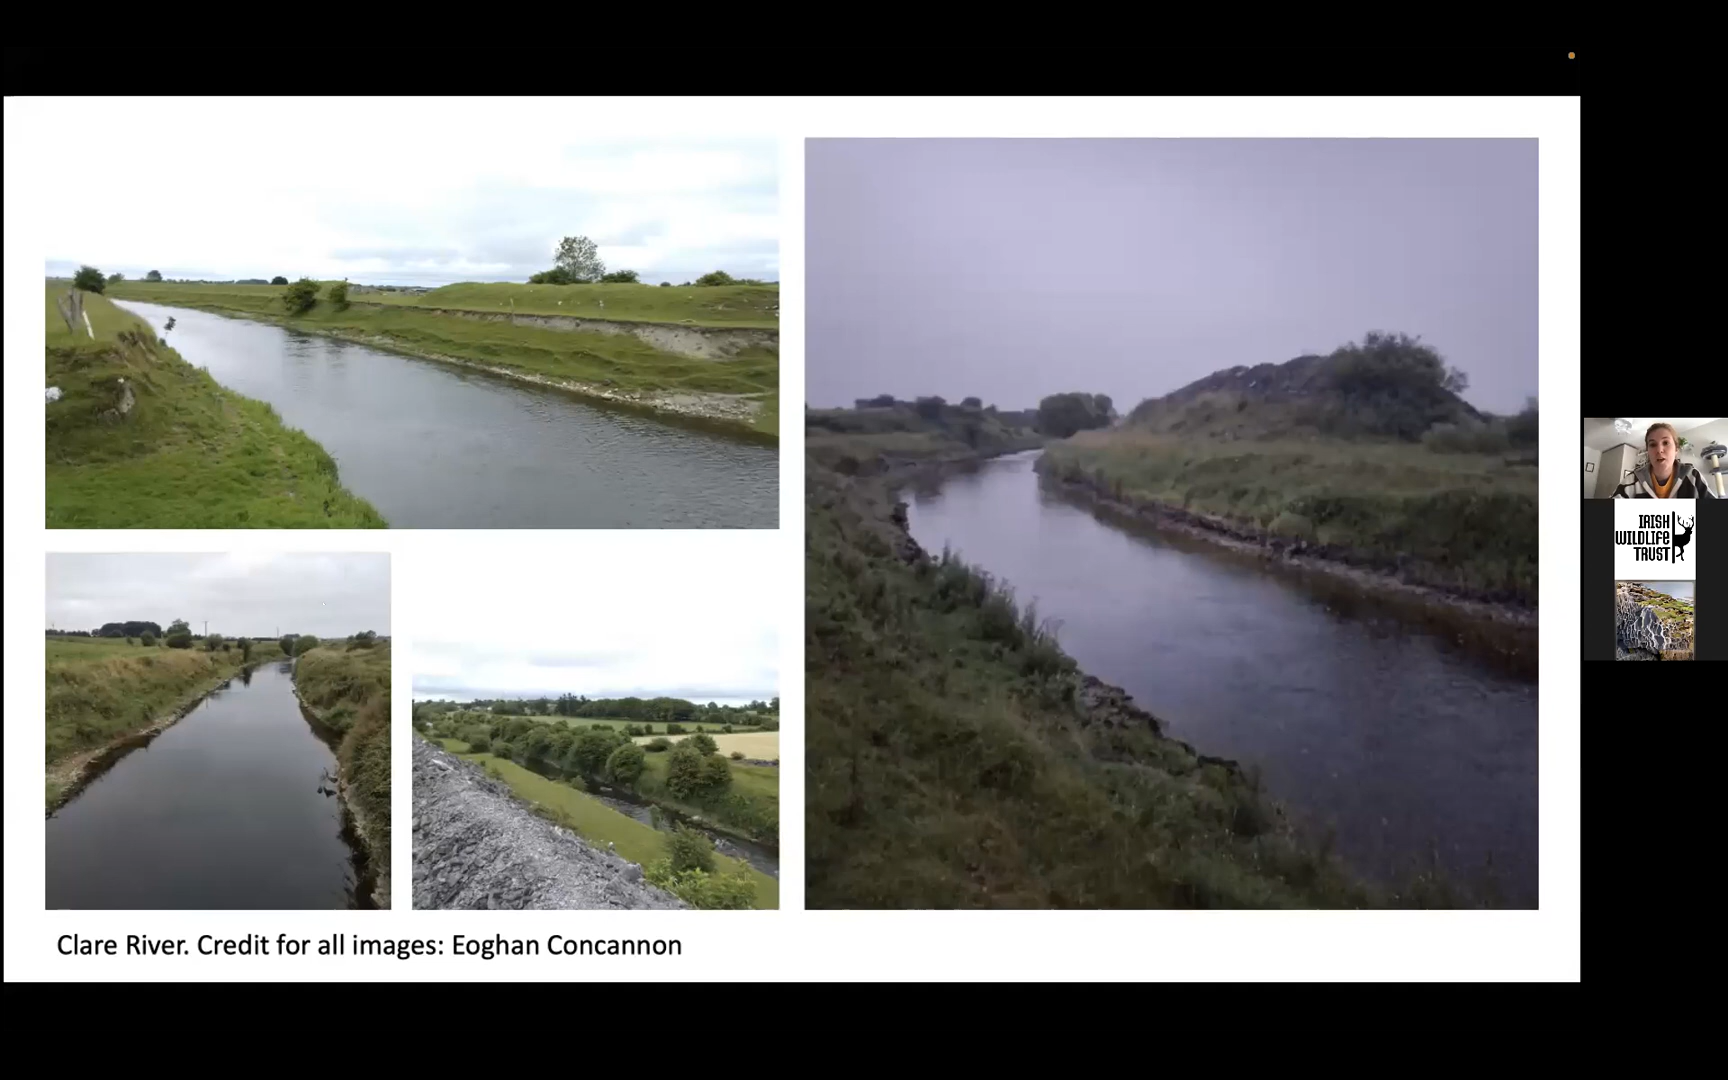 Clare River. Credit for all images: Eoghan Concannon
IRISH
WILDLIFE
TRUST